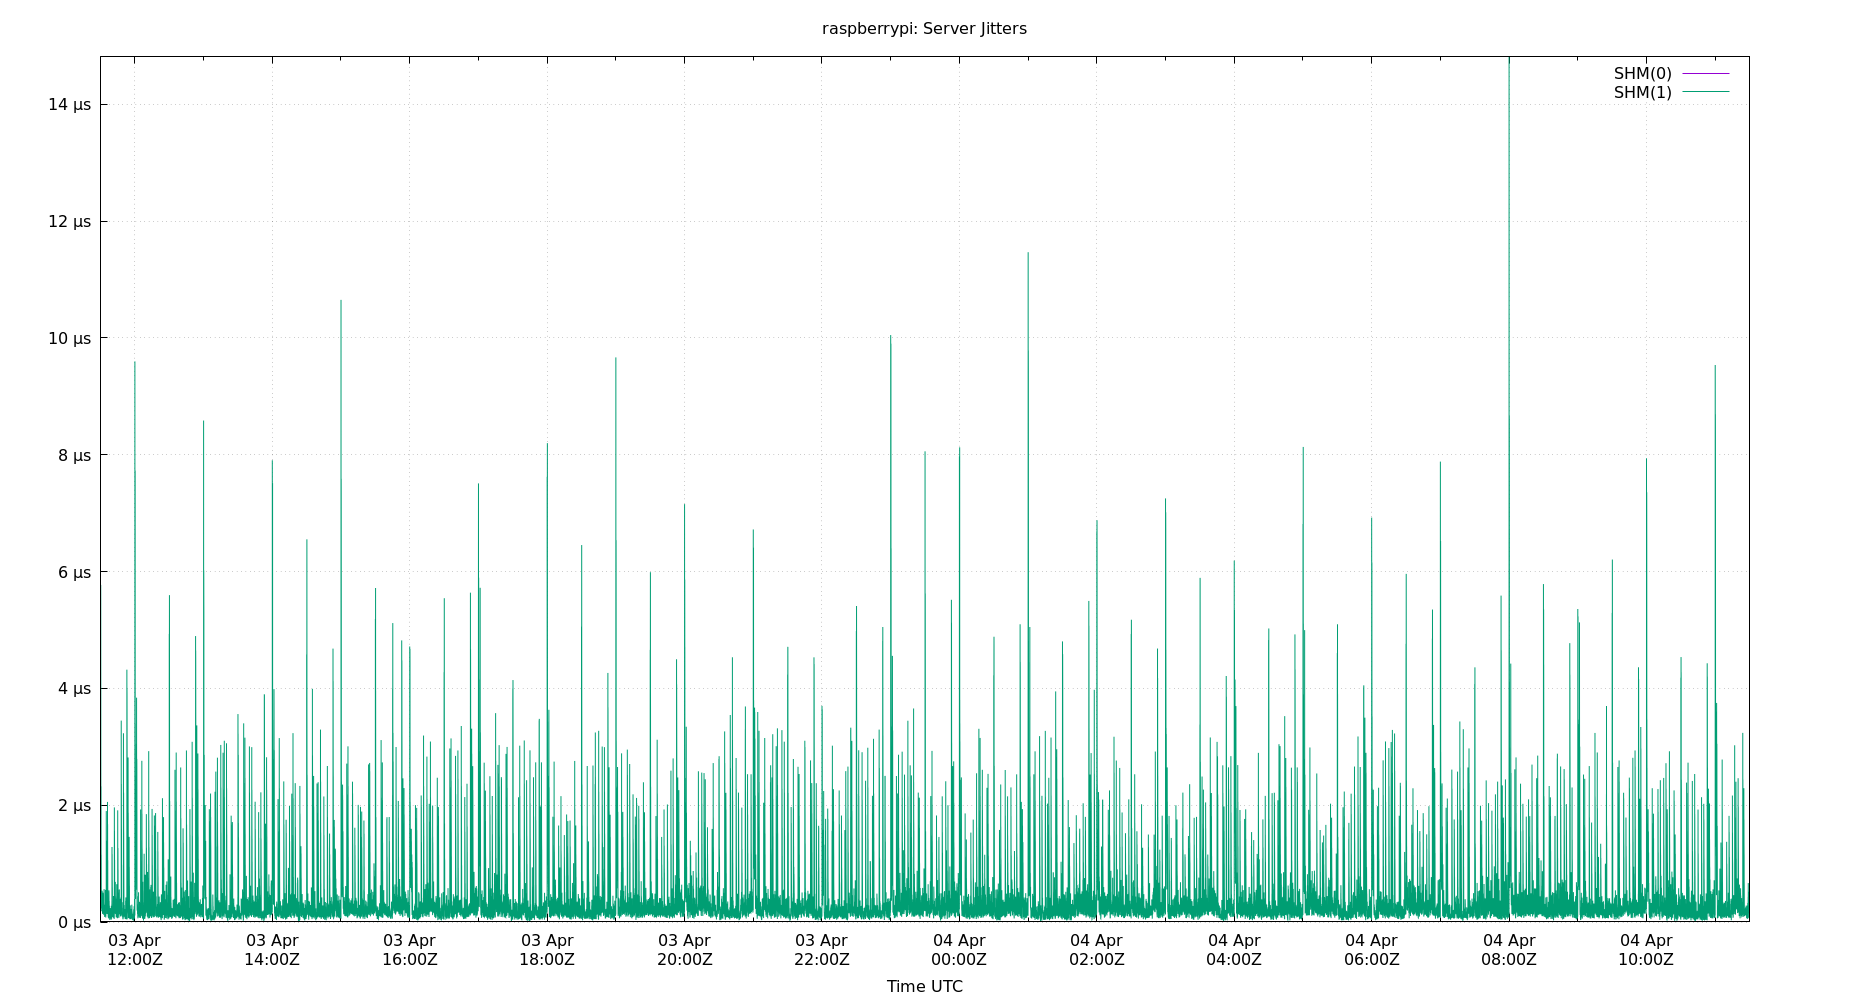 raspberrypi: Server Jitters
SHM(0)
SHM(1)
14 µs
12 µs
10 µs
8 µs
6 µs
4 µs
2 µs
0 µs
03 Apr 03 Apr 03 Apr 03 Apr 03 Apr 03 Apr 04 Apr 04 Apr 04 Apr 04 Apr 04 Apr 04 Apr
12:00Z 14:00Z 16:00Z 18:00Z 20:00Z 22:00Z 00:00Z 02:00Z 04:00Z 06:00Z 08:00Z 10:00Z
Time UTC